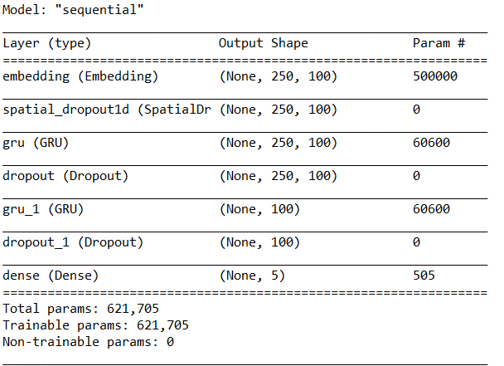 Model: "sequential"
Layer (type) Output Shape Param #
embedding (Embedding) (None, 250, 100) 500000
spatial_dropout1d (SpatialDr (None, 250, 100) 0
gru (GRU) (None, 250, 100) 60600
dropout (Dropout) (None, 250, 100) 0
gru_1 (GRU) (None, 100) 60600
dropout_1 (Dropout) (None, 100) 0
dense (Dense) (None, 5) 505
Total params: 621,705
Trainable params: 621,705
Non-trainable params: 0